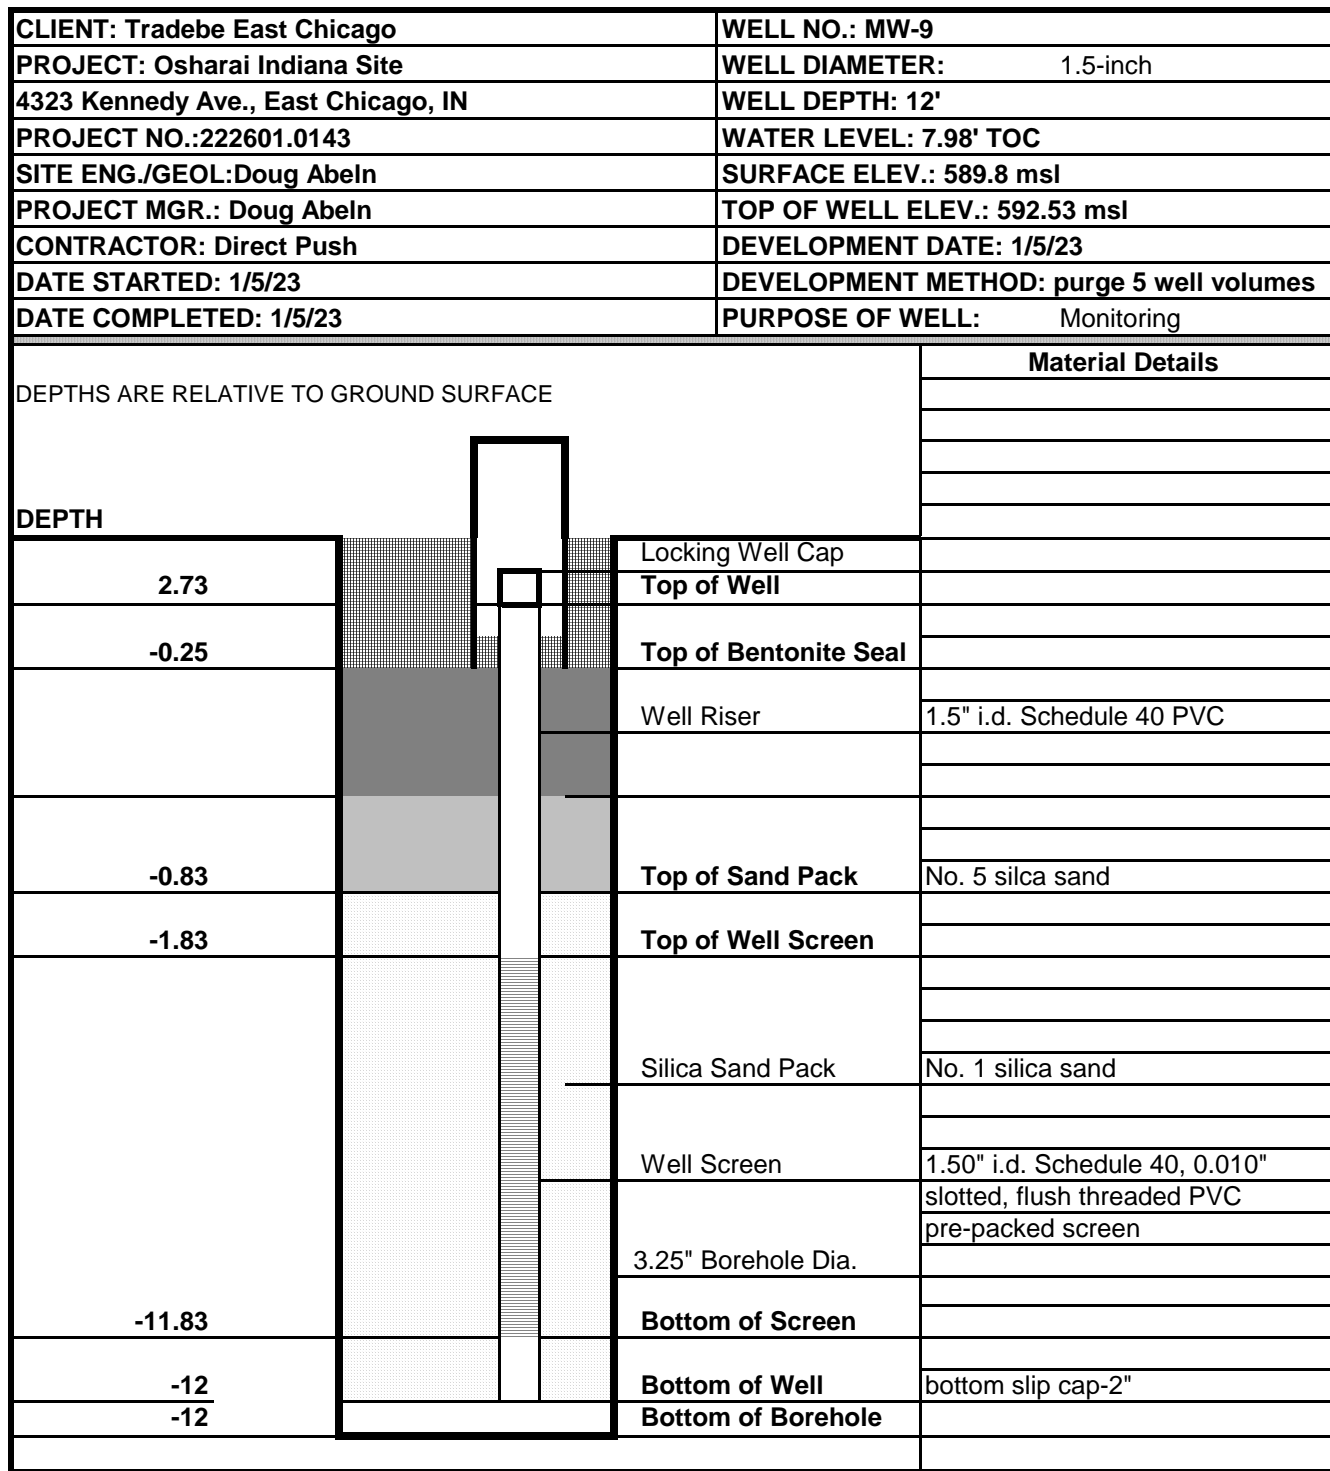 CLIENT: Tradebe East Chicago
WELL NO.: MW-9
PROJECT: Osharai Indiana Site
WELL DIAMETER: 1.5-inch
4323 Kennedy Ave., East Chicago, IN
WELL DEPTH: 12'
PROJECT NO.:222601.0143
WATER LEVEL: 7.98' TOC
SITE ENG./GEOL:Doug Abeln
SURFACE ELEV.: 589.8 msl
PROJECT MGR.: Doug Abeln
TOP OF WELL ELEV.: 592.53 msl
CONTRACTOR: Direct Push
DEVELOPMENT DATE: 1/5/23
DATE STARTED: 1/5/23
DEVELOPMENT METHOD: purge 5 well volumes
DATE COMPLETED: 1/5/23
PURPOSE OF WELL: Monitoring
Material Details
DEPTHS ARE RELATIVE TO GROUND SURFACE
DEPTH
Locking Well Cap
2.73 Top of Well
-0.25 Top of Bentonite Seal
Well Riser 1.5" i.d. Schedule 40 PVC
-0.83 Top of Sand Pack No. 5 silca sand
-1.83 Top of Well Screen
Silica Sand Pack No. 1 silica sand
Well Screen 1.50" i.d. Schedule 40, 0.010"
slotted, flush threaded PVC
pre-packed screen
3.25" Borehole Dia.
-11.83 Bottom of Screen
-12 Bottom of Well bottom slip cap-2"
-12 Bottom of Borehole